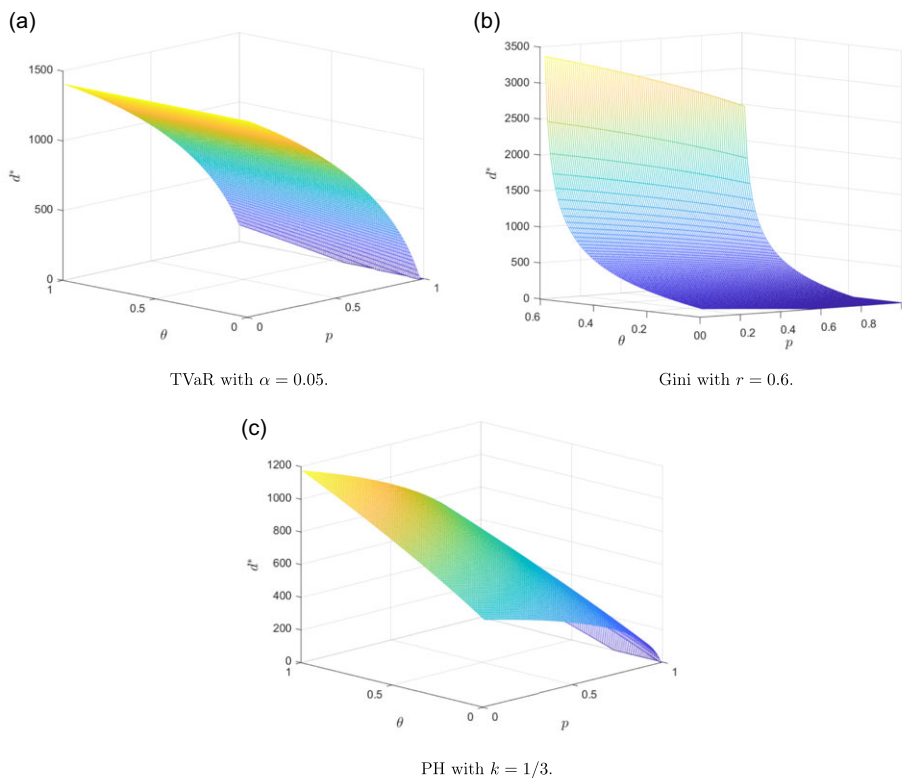 (a)
1500
1000
500
0
d*
1
0.5
0
θ
0
0.5
1
p
TVaR with α = 0.05.
(b)
3500
3000
2500
2000
1500
1000
500
0
d*
0.6
0.4
0.2
0
θ
0
0.2
0.4
0.6
0.8
p
Gini with r = 0.6.
(c)
1200
1000
800
600
400
200
0
d*
1
0.5
0
θ
0
0.5
1
p
PH with k = 1/3.